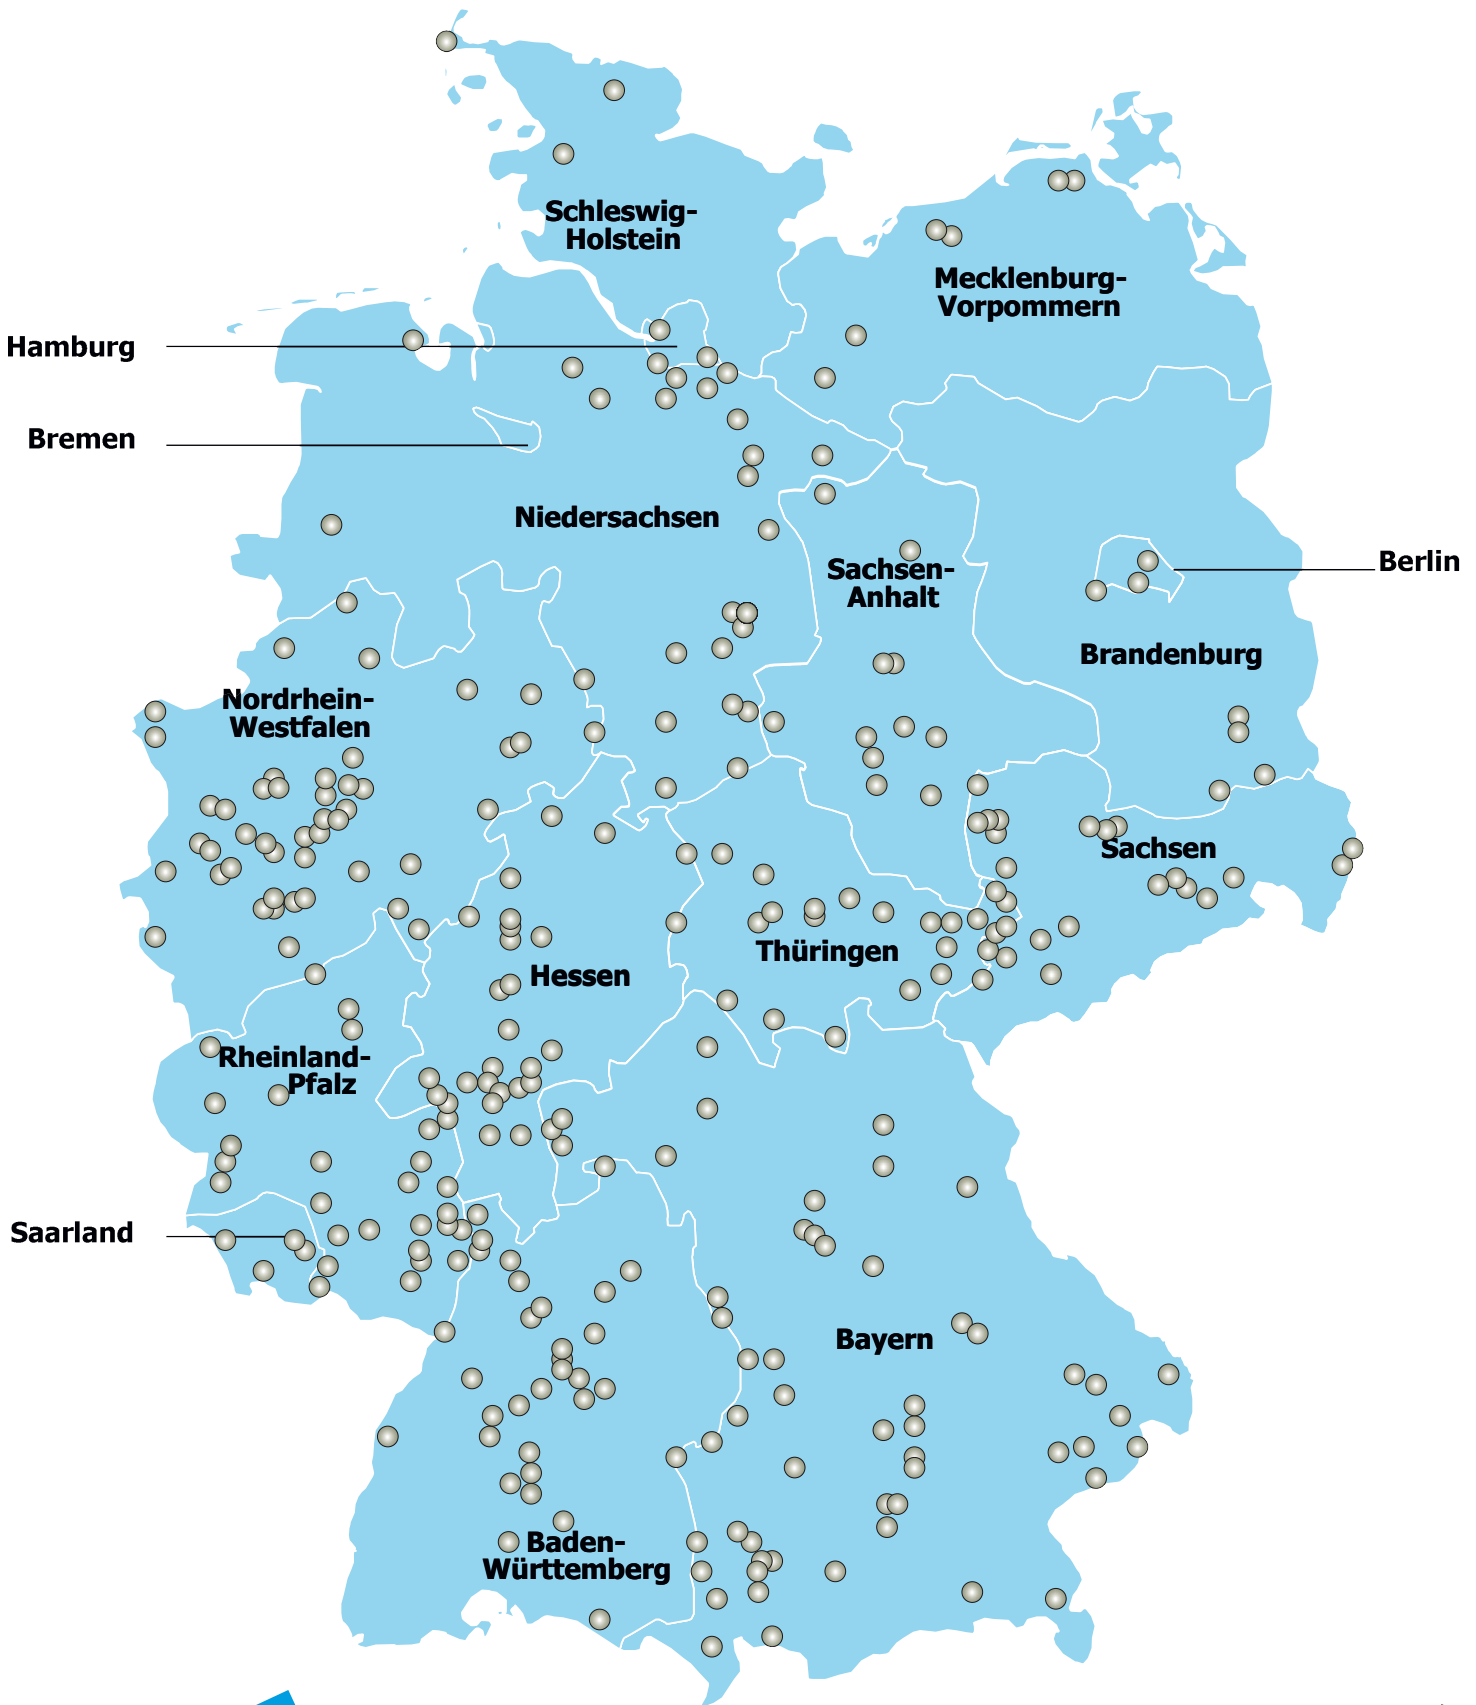 Schleswig-
Holstein
Mecklenburg-
Vorpommern
Hamburg
Bremen
Niedersachsen
Sachsen-
Anhalt
Berlin
Brandenburg
Nordrhein-
Westfalen
Sachsen
Thüringen
Hessen
Rheinland-
Pfalz
Saarland
Bayern
Baden-
Württemberg